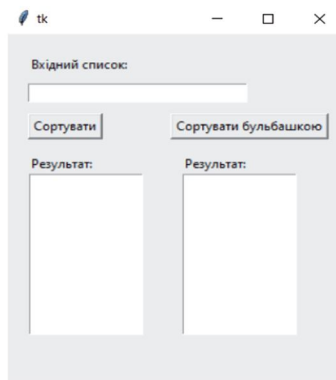 tk
Вхідний список:
Сортувати
Сортувати бульбашкою
Результат:
Результат: